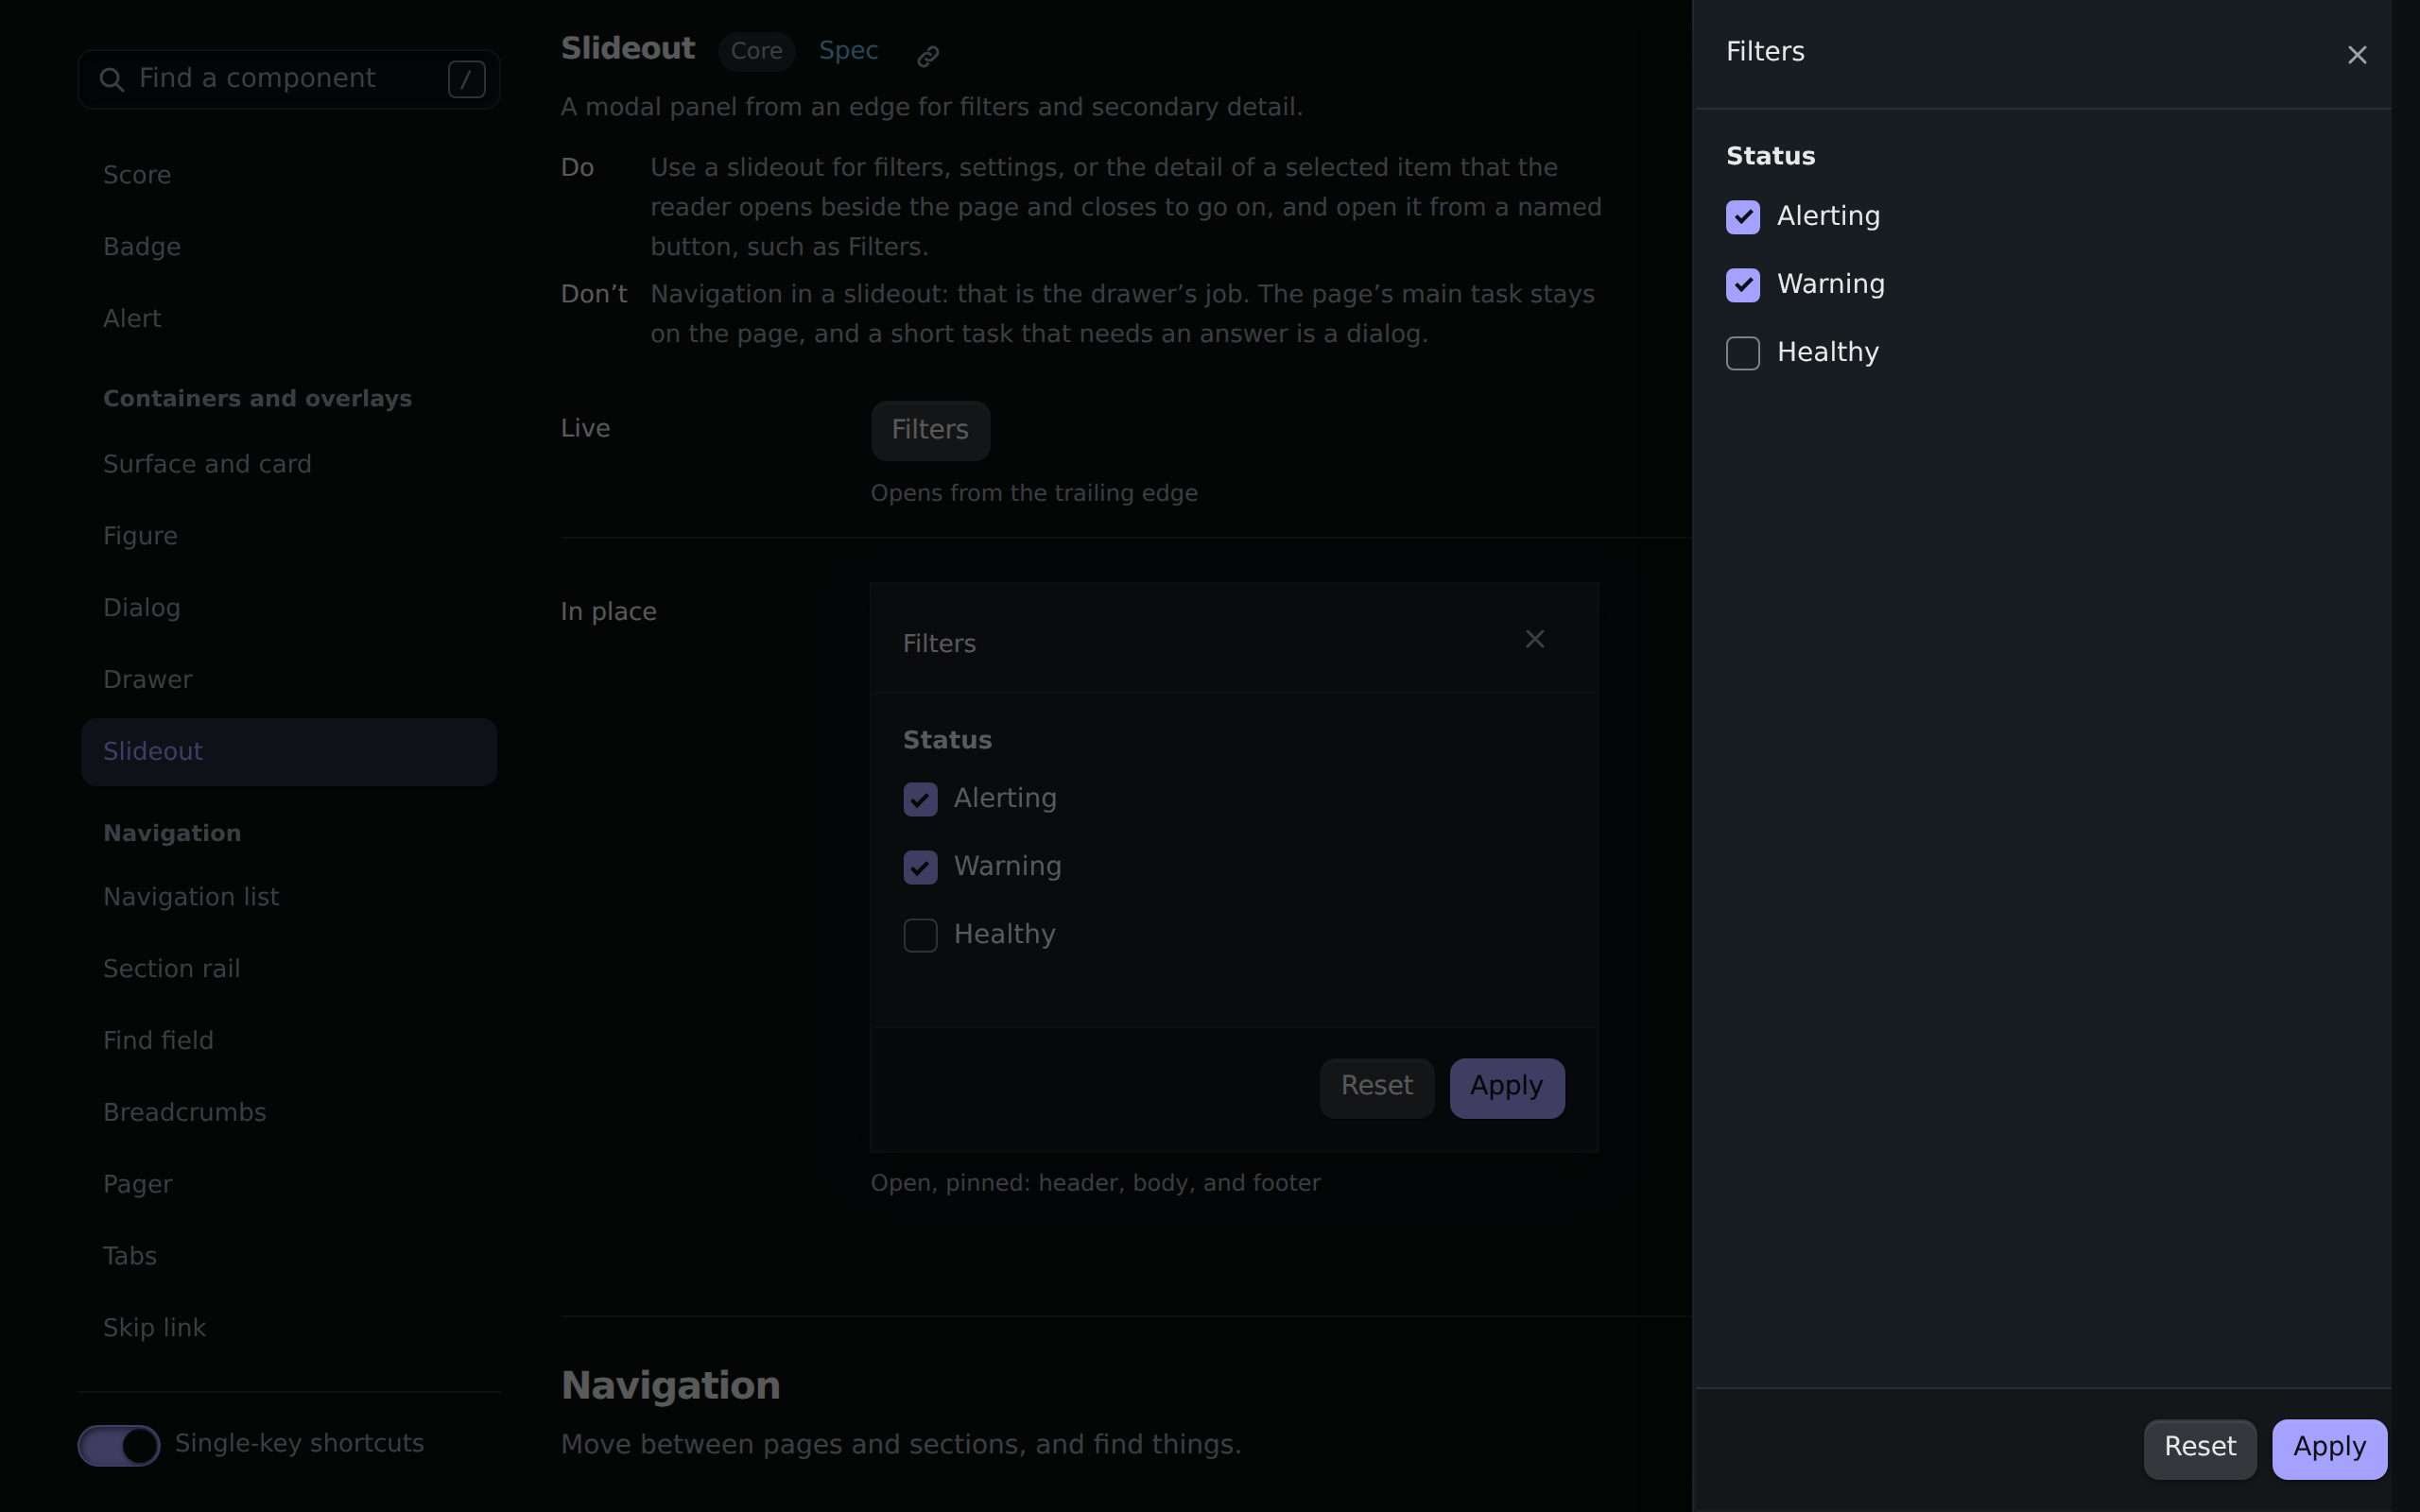 Find a component /
Score
Badge
Alert
Containers and overlays
Surface and card
Figure
Dialog
Drawer
Slideout
Navigation
Navigation list
Section rail
Find field
Breadcrumbs
Pager
Tabs
Skip link
Single-key shortcuts
Slideout Core Spec
A modal panel from an edge for filters and secondary detail.
Do Use a slideout for filters, settings, or the detail of a selected item that the
reader opens beside the page and closes to go on, and open it from a named
button, such as Filters.
Don’t Navigation in a slideout: that is the drawer’s job. The page’s main task stays
on the page, and a short task that needs an answer is a dialog.
Live Filters
Opens from the trailing edge
In place
Filters
Status
Alerting
Warning
Healthy
Reset Apply
Open, pinned: header, body, and footer
Navigation
Move between pages and sections, and find things.
Filters
Status
Alerting
Warning
Healthy
Reset Apply